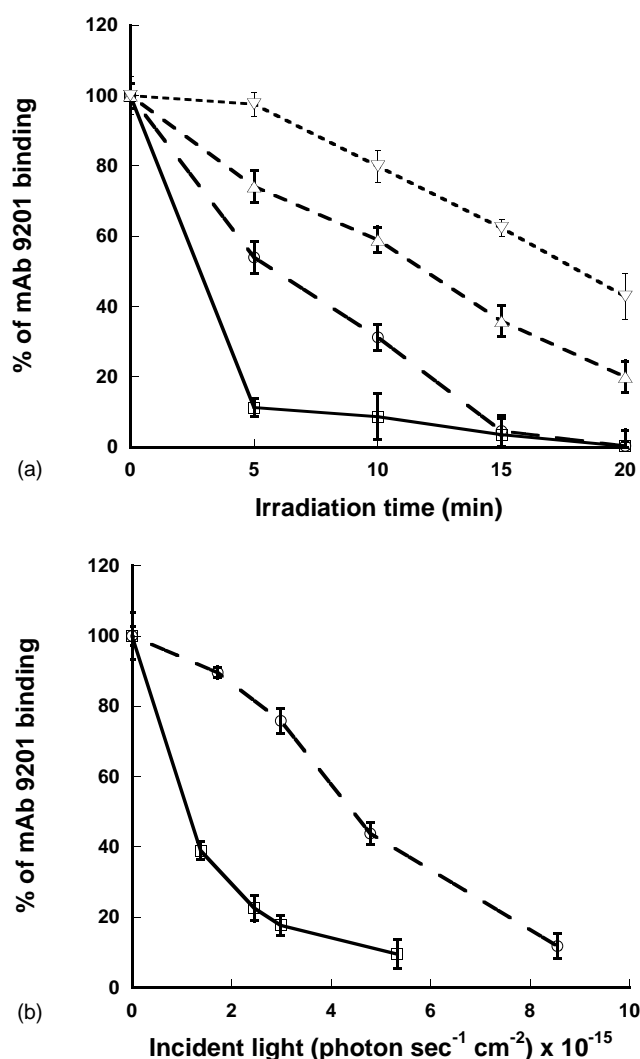 120
100
80
60
40
20
0
% of mAb 9201 binding
(a)
0 5 10 15 20
Irradiation time (min)
120
100
80
60
40
20
0
% of mAb 9201 binding
(b)
0 2 4 6 8 10
Incident light (photon sec⁻¹ cm⁻²) x 10⁻¹⁵